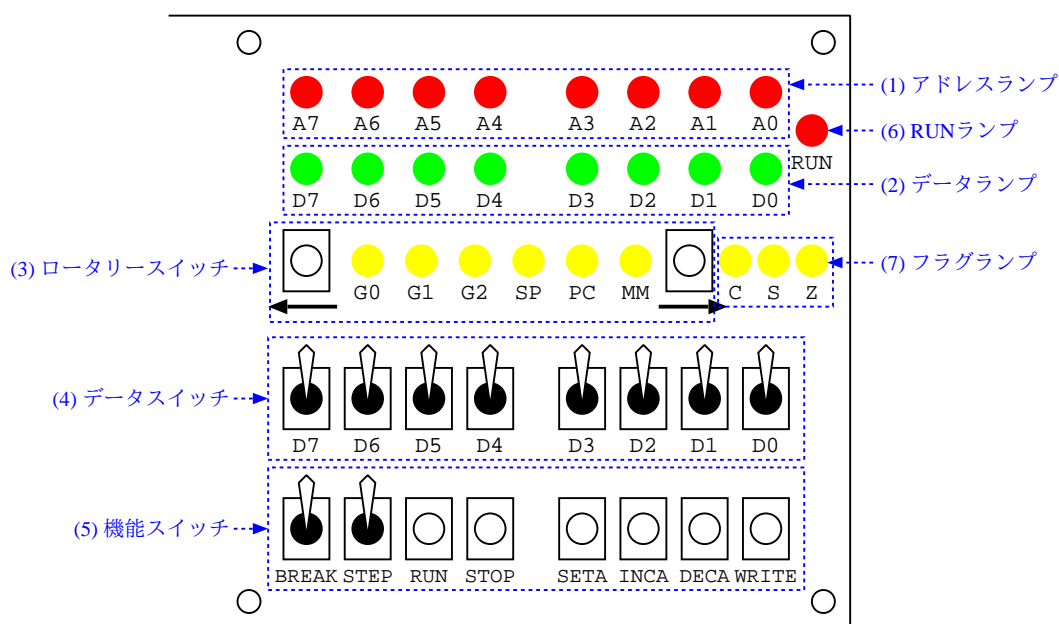 (1) アドレスランプ
A7 A6 A5 A4 A3 A2 A1 A0
(6) RUNランプ
RUN
D7 D6 D5 D4 D3 D2 D1 D0
(2) データランプ
(3) ロータリースイッチ
G0 G1 G2 SP PC MM
C S Z
(7) フラグランプ
(4) データスイッチ
D7 D6 D5 D4 D3 D2 D1 D0
(5) 機能スイッチ
BREAK STEP RUN STOP SETA INCA DECA WRITE